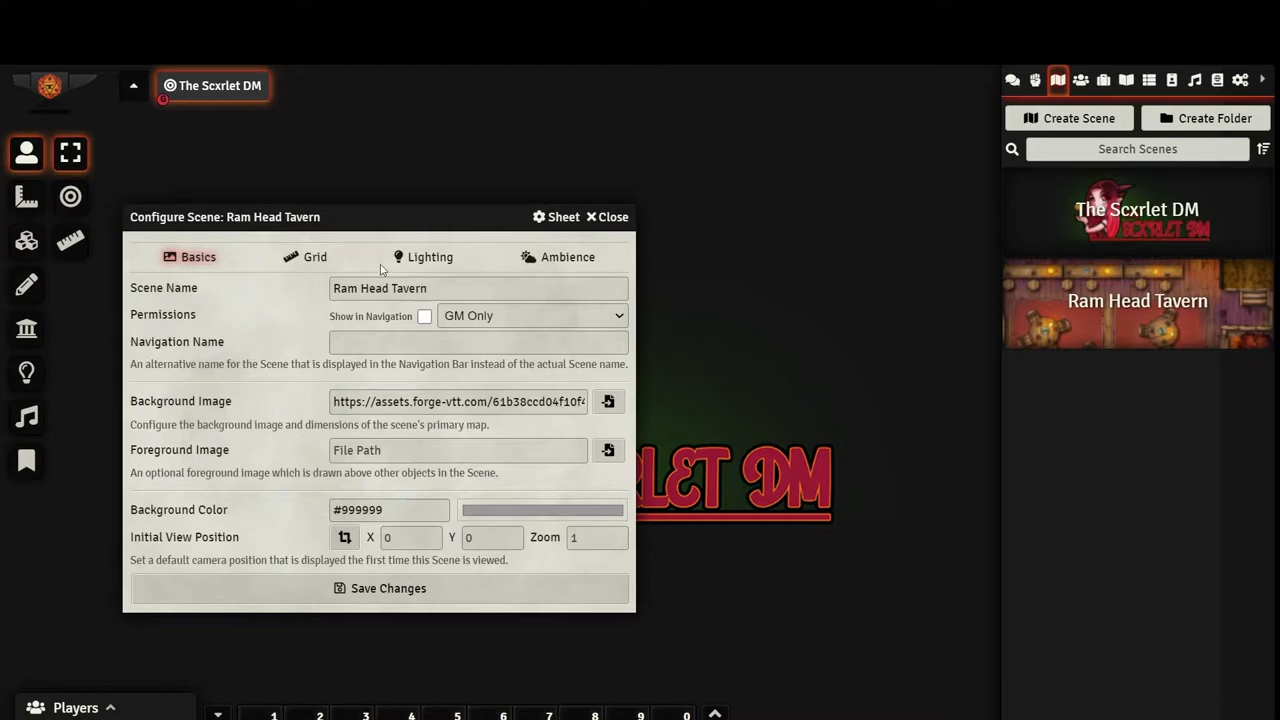 The Scxrlet DM
G
Create Scene
Create Folder
Search Scenes
The Scxrlet DM
SCXRLET DM
Ram Head Tavern
Configure Scene: Ram Head Tavern
Sheet
Close
Basics
Grid
Lighting
Ambience
Scene Name
Ram Head Tavern
Permissions
Show in Navigation
GM Only
Navigation Name
An alternative name for the Scene that is displayed in the Navigation Bar instead of the actual Scene name.
Background Image
https://assets.forge-vtt.com/61b38ccd04f10f4
Configure the background image and dimensions of the scene's primary map.
Foreground Image
File Path
An optional foreground image which is drawn above other objects in the Scene.
Background Color
#999999
Initial View Position
X
0
Y
0
Zoom
1
Set a default camera position that is displayed the first time this Scene is viewed.
Save Changes
RLET DM
Players
1 2 3 4 5 6 7 8 9 0